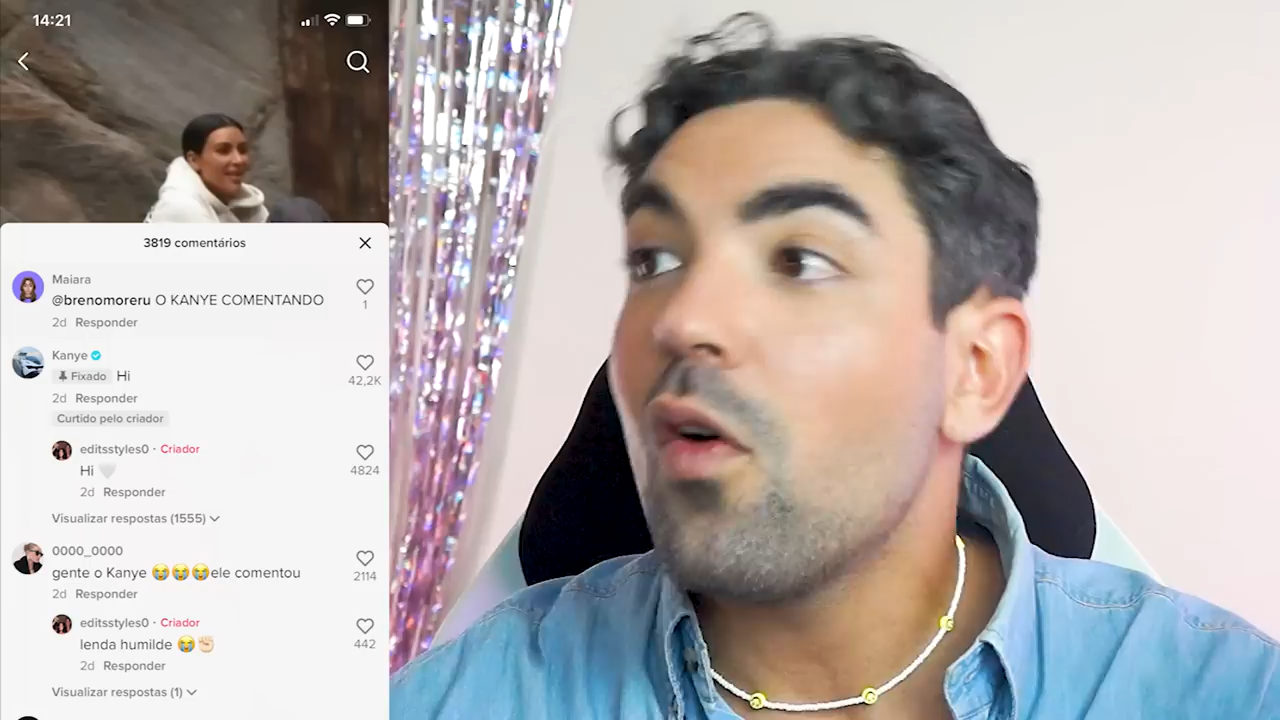 14:21
3819 comentários
Maiara
@brenomoreru O KANYE COMENTANDO
1
2d Responder
Kanye
Fixado Hi
42,2K
2d Responder
Curtido pelo criador
editsstyles0 · Criador
Hi 🤍
4824
2d Responder
Visualizar respostas (1555)
0000_0000
gente o Kanye 😭😭😭ele comentou
2114
2d Responder
editsstyles0 · Criador
lenda humilde 😭✊🏻
442
2d Responder
Visualizar respostas (1)